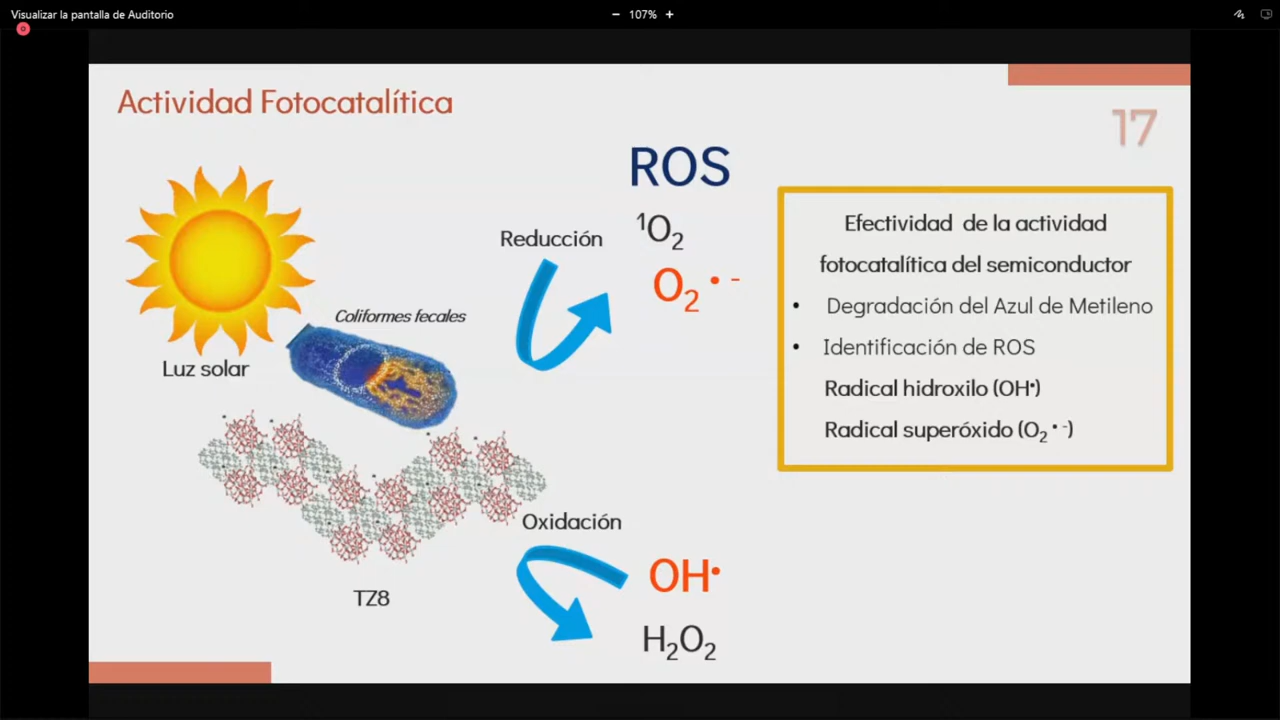 Visualizar la pantalla de Auditorio
107%
Actividad Fotocatalítica
17
ROS
¹O₂
Reducción
O₂ • -
Coliformes fecales
Luz solar
Oxidación
OH•
TZ8
H₂O₂
Efectividad de la actividad
fotocatalítica del semiconductor
• Degradación del Azul de Metileno
• Identificación de ROS
Radical hidroxilo (OH•)
Radical superóxido (O₂ • -)